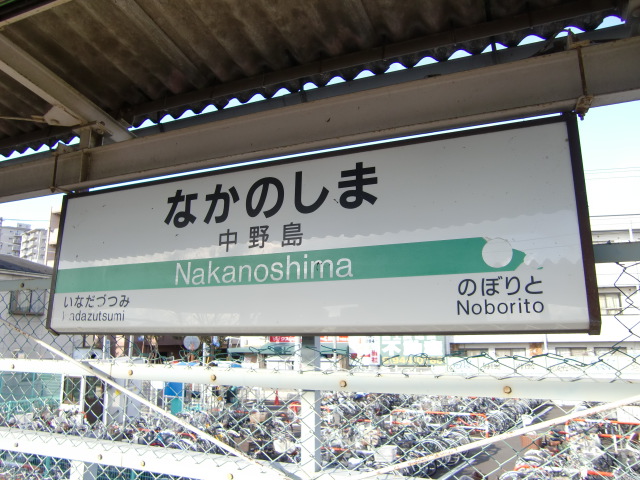 なかのしま
中野島
Nakanoshima
いなだづつみ
のぼりと
Noborito